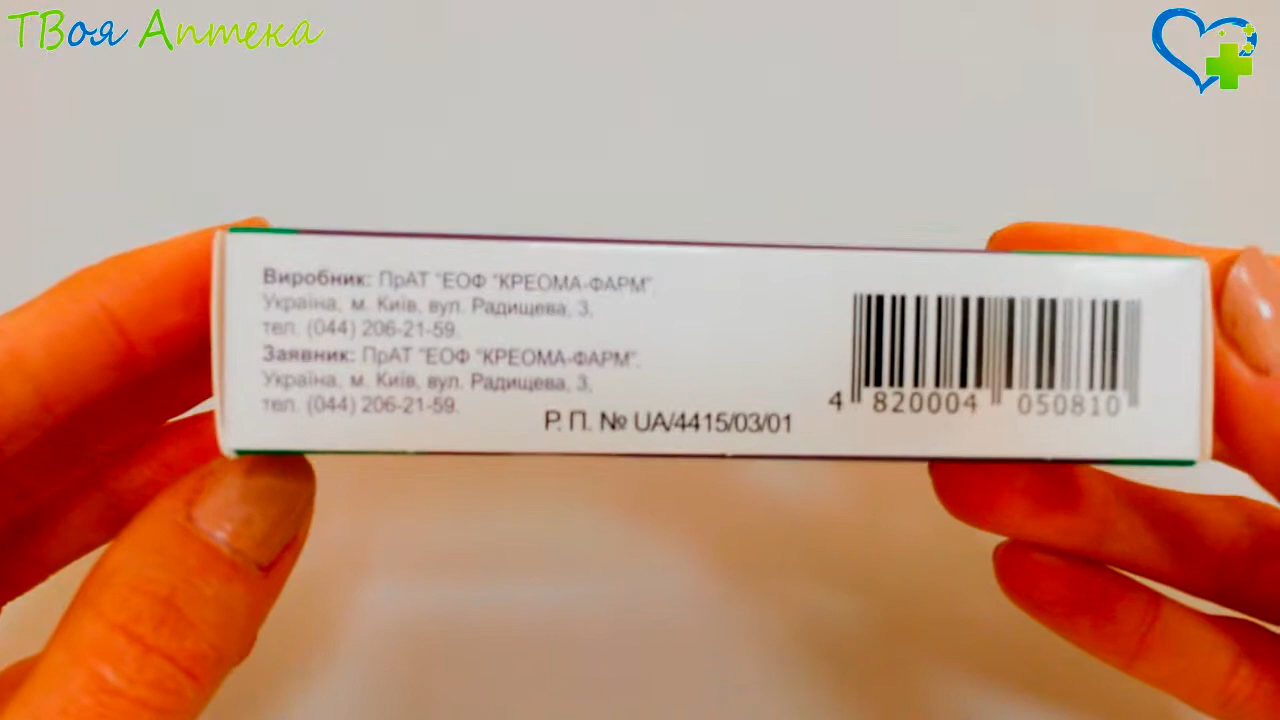 ТВоя Аптека
Виробник: ПрАТ "ЕОФ "КРЕОМА-ФАРМ".
Україна, м. Київ, вул. Радищева, 3,
тел. (044) 206-21-59.
Заявник: ПрАТ "ЕОФ "КРЕОМА-ФАРМ".
Україна, м. Київ, вул. Радищева, 3,
тел. (044) 206-21-59.
Р. П. № UA/4415/03/01
4 820004 050810